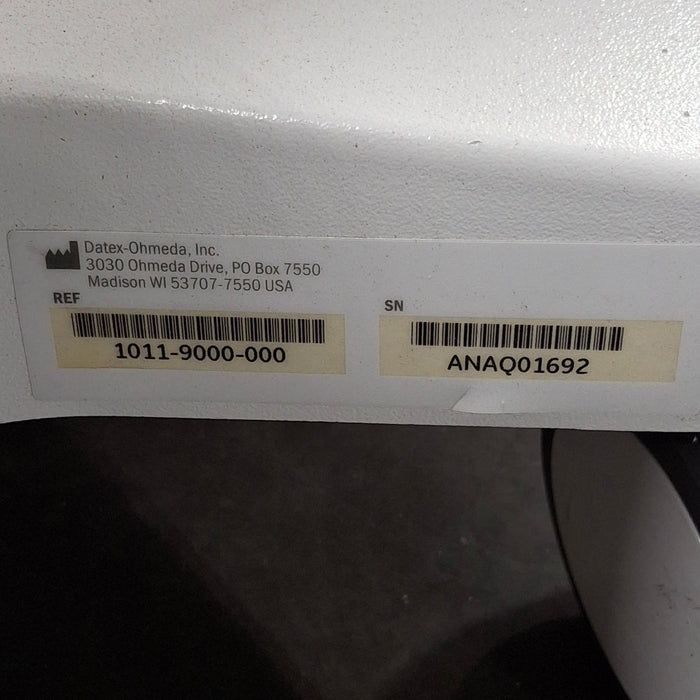 Datex-Ohmeda, Inc.
3030 Ohmeda Drive, PO Box 7550
Madison WI 53707-7550 USA
REF
1011-9000-000
SN
ANAQ01692